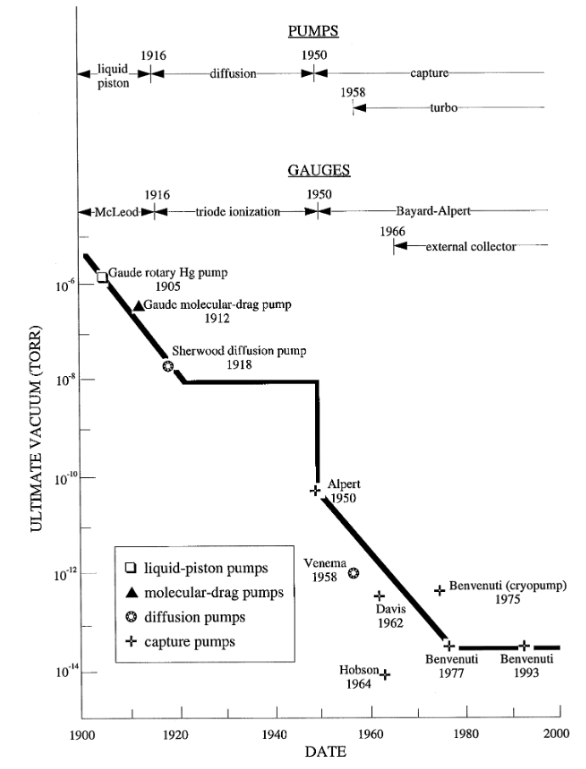 PUMPS
1916
1950
liquid
piston
diffusion
capture
1958
turbo
GAUGES
1916
1950
McLeod
triode ionization
Bayard-Alpert
1966
external collector
ULTIMATE VACUUM (TORR)
10⁻⁶
10⁻⁸
10⁻¹⁰
10⁻¹²
10⁻¹⁴
Gaude rotary Hg pump
1905
Gaude molecular-drag pump
1912
Sherwood diffusion pump
1918
Alpert
1950
Venema
1958
Davis
1962
Benvenuti (cryopump)
1975
Hobson
1964
Benvenuti
1977
Benvenuti
1993
liquid-piston pumps
molecular-drag pumps
diffusion pumps
capture pumps
1900
1920
1940
1960
1980
2000
DATE